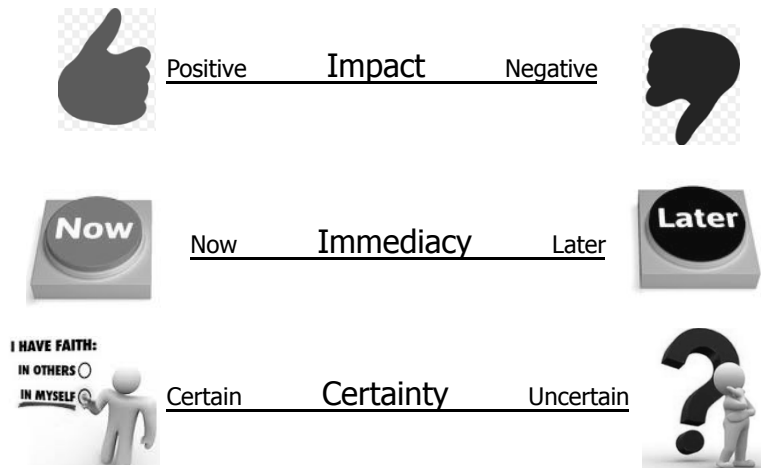 Positive Impact Negative
Now Now Immediacy Later Later
I HAVE FAITH:
IN OTHERS
IN MYSELF
Certain Certainty Uncertain